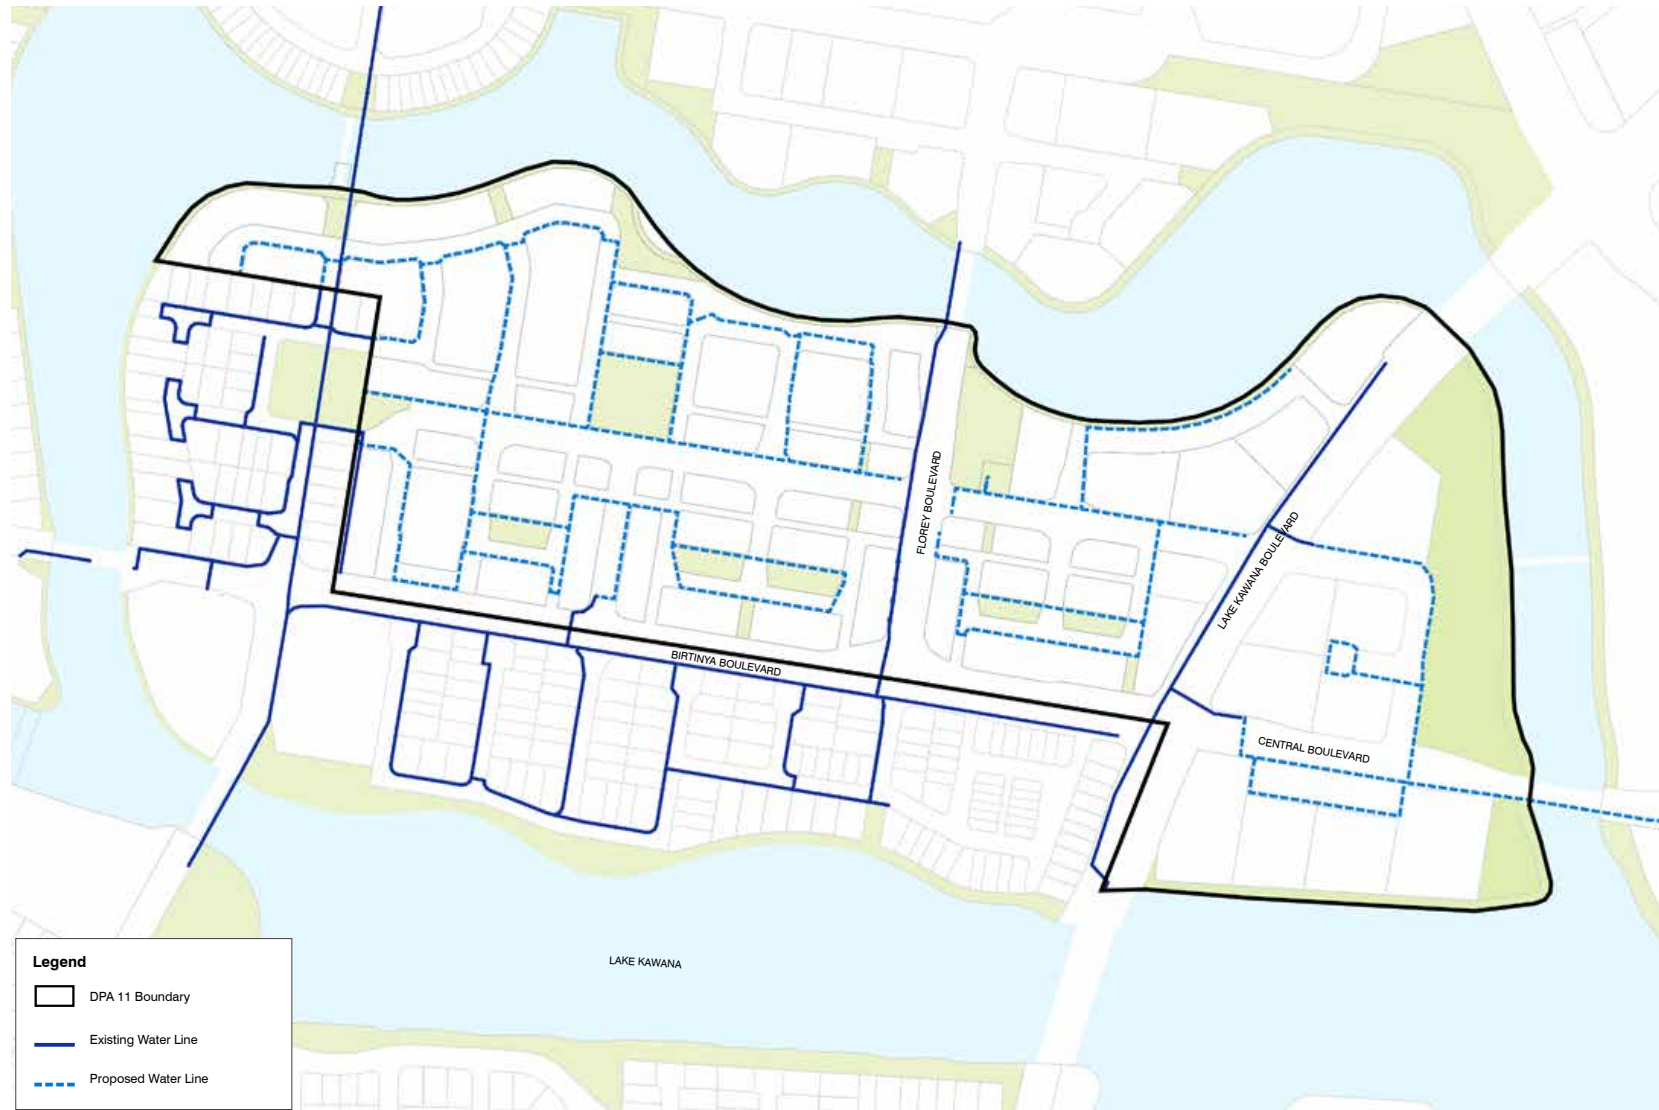 FLOREY BOULEVARD
LAKE KAWANA BOULEVARD
BIRTINYA BOULEVARD
CENTRAL BOULEVARD
LAKE KAWANA
Legend
DPA 11 Boundary
Existing Water Line
Proposed Water Line